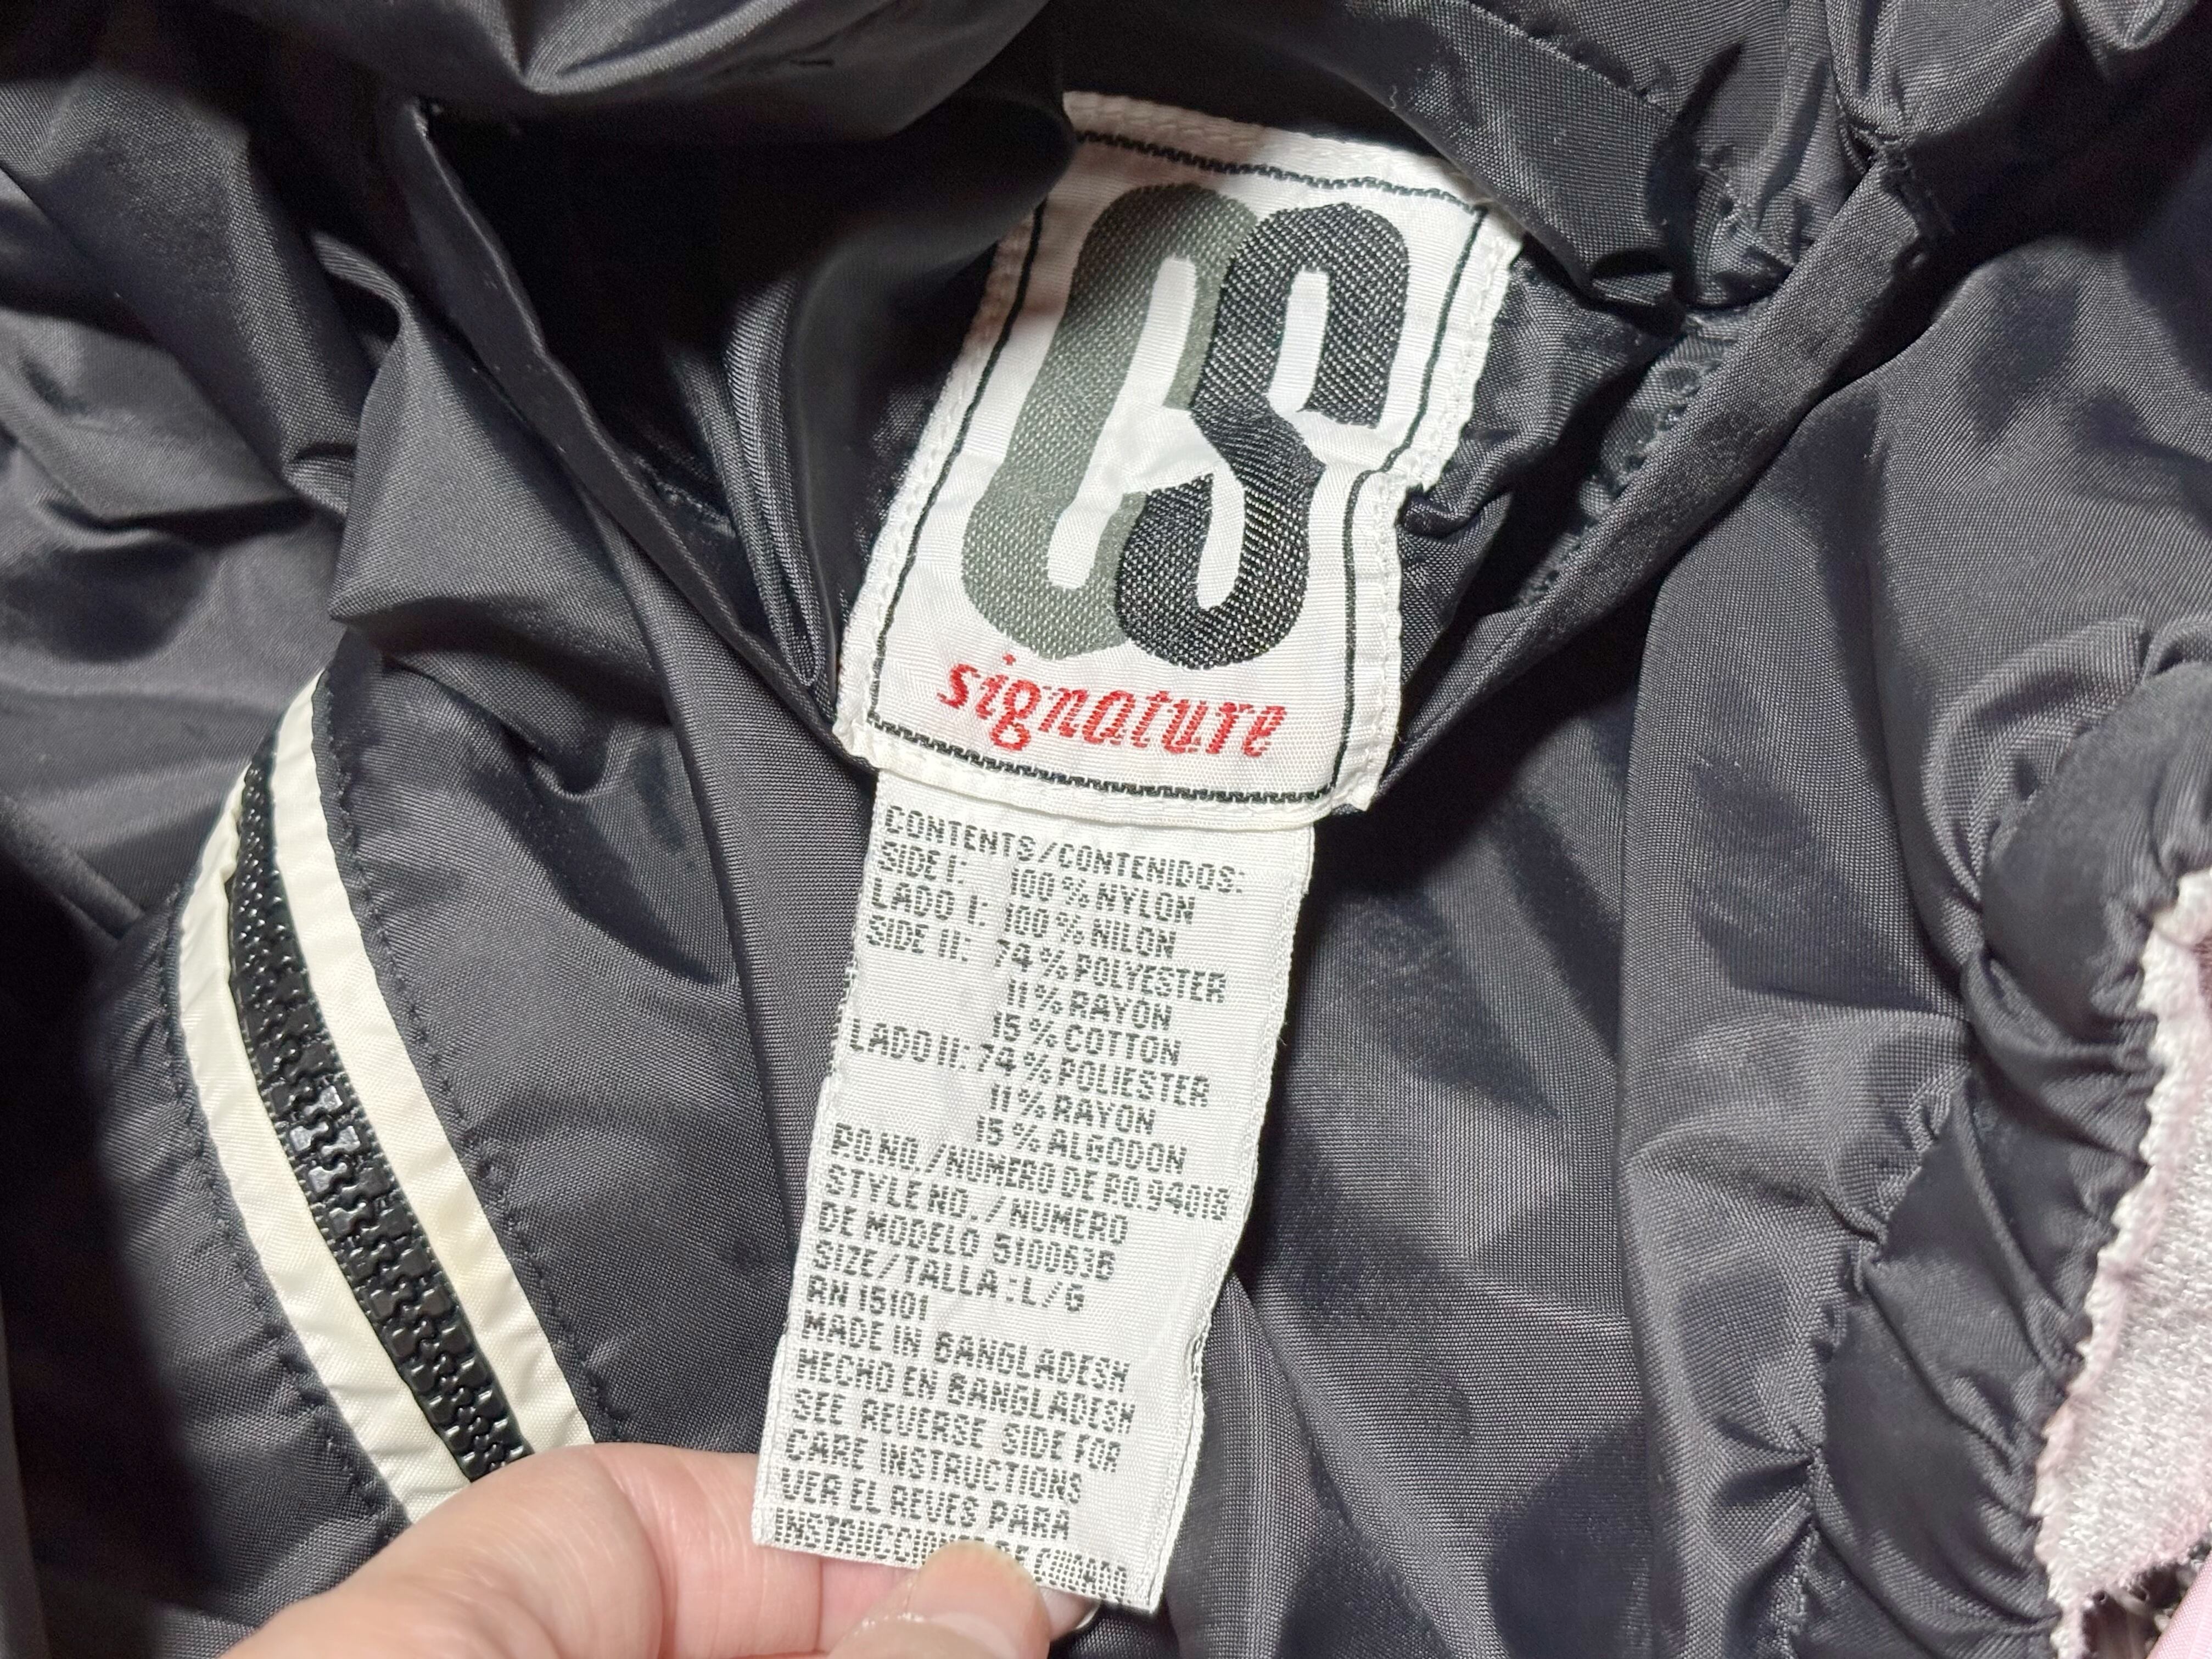 CS
signature
CONTENTS/CONTENIDOS:
SIDE I: 100% NYLON
LADO I: 100% NILON
SIDE II: 74% POLYESTER
11% RAYON
15% COTTON
LADO II: 74% POLIESTER
11% RAYON
15% ALGODON
P.O.NO./NUMERO DE P.O.94018
STYLE NO./NUMERO
DE MODELO 5100636
SIZE/TALLA:L/G
RN 15101
MADE IN BANGLADESH
HECHO EN BANGLADESH
SEE REVERSE SIDE FOR
CARE INSTRUCTIONS
VER EL REVES PARA